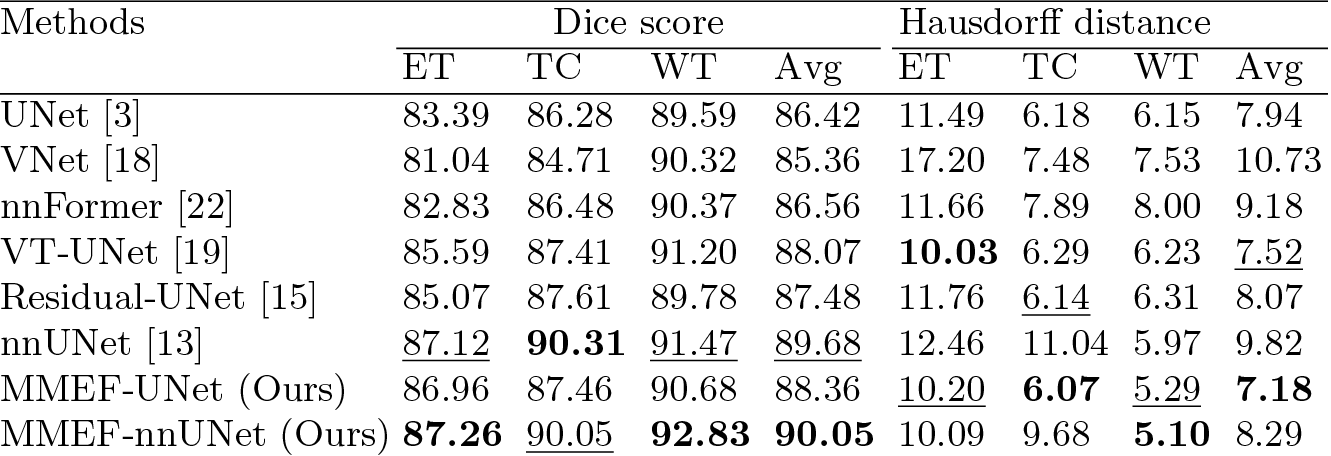 Methods Dice score Hausdorff distance
ET TC WT Avg ET TC WT Avg
UNet [3] 83.39 86.28 89.59 86.42 11.49 6.18 6.15 7.94
VNet [18] 81.04 84.71 90.32 85.36 17.20 7.48 7.53 10.73
nnFormer [22] 82.83 86.48 90.37 86.56 11.66 7.89 8.00 9.18
VT-UNet [19] 85.59 87.41 91.20 88.07 10.03 6.29 6.23 7.52
Residual-UNet [15] 85.07 87.61 89.78 87.48 11.76 6.14 6.31 8.07
nnUNet [13] 87.12 90.31 91.47 89.68 12.46 11.04 5.97 9.82
MMEF-UNet (Ours) 86.96 87.46 90.68 88.36 10.20 6.07 5.29 7.18
MMEF-nnUNet (Ours) 87.26 90.05 92.83 90.05 10.09 9.68 5.10 8.29